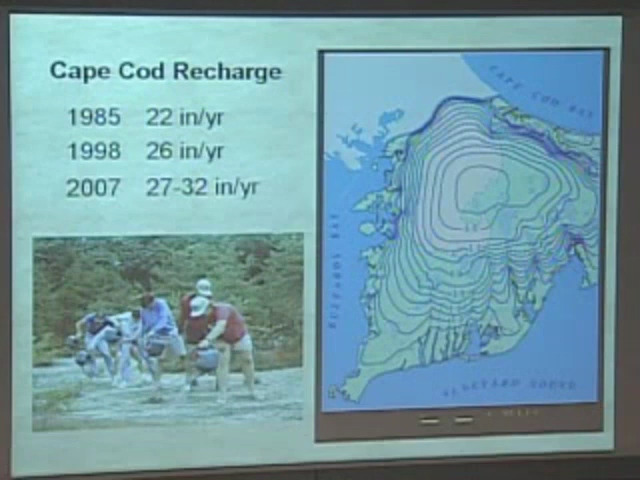 Cape Cod Recharge
1985 22 in/yr
1998 26 in/yr
2007 27-32 in/yr
CAPE COD BAY
BUZZARDS BAY
VINEYARD SOUND